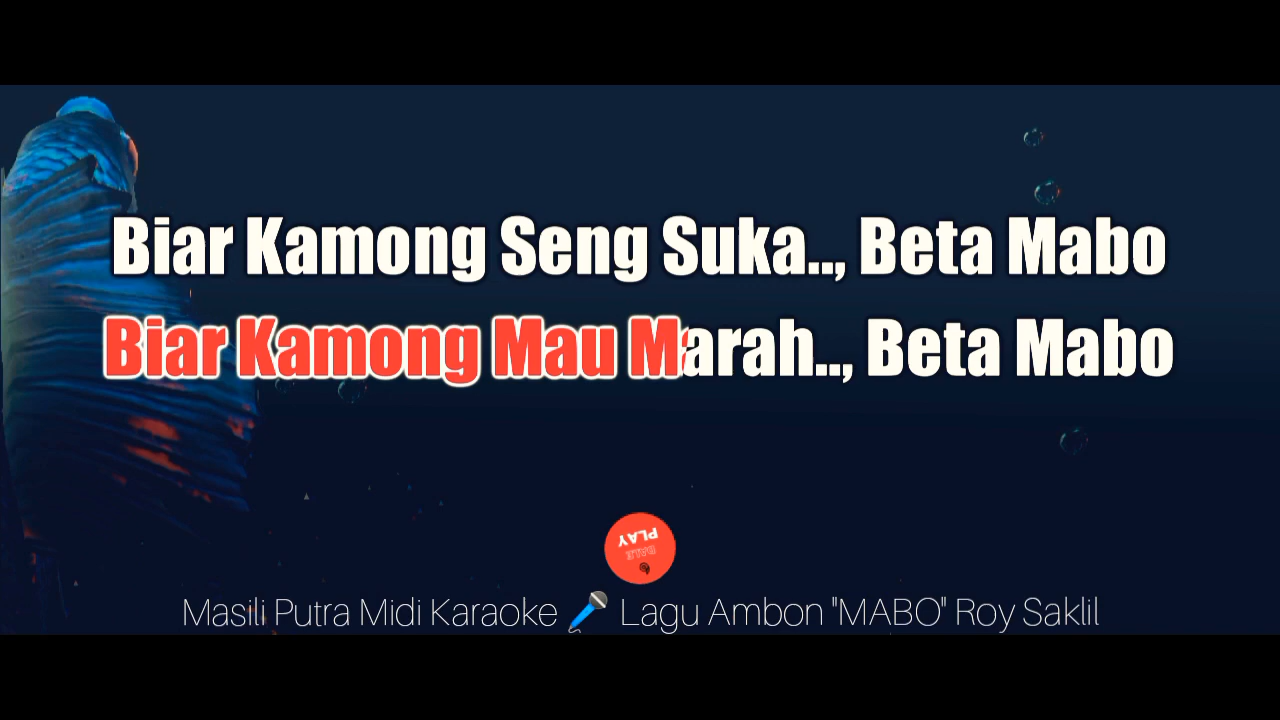 Biar Kamong Seng Suka.., Beta Mabo
Biar Kamong Mau Marah.., Beta Mabo
PLAY
BALE
Masili Putra Midi Karaoke 🎤 Lagu Ambon "MABO" Roy Saklil